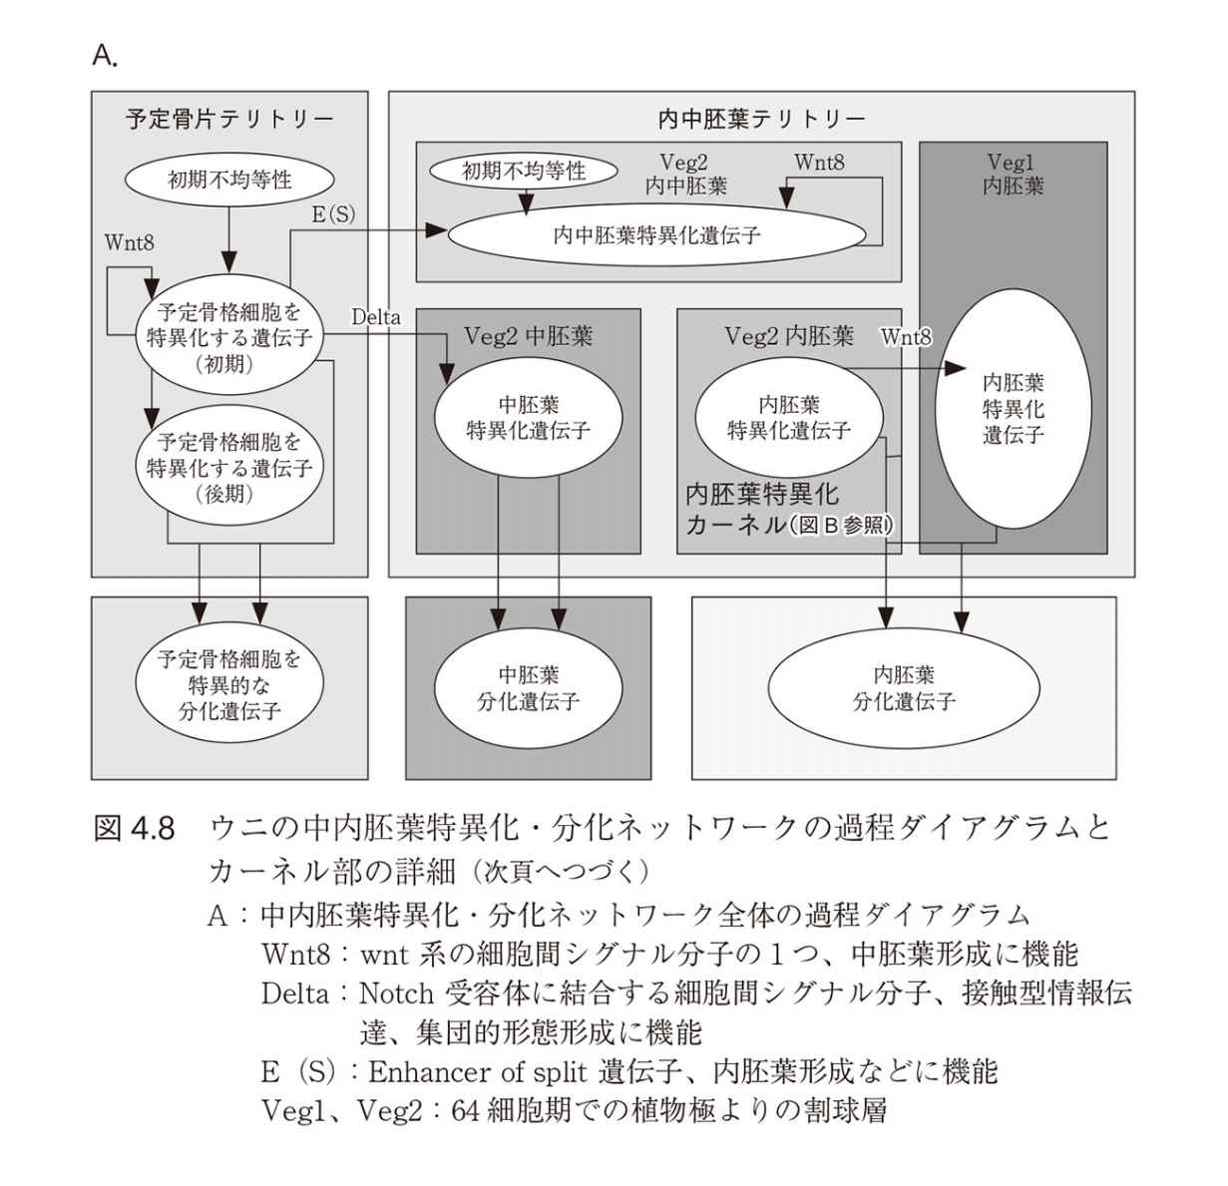 A.
予定骨片テリトリー
初期不均等性
Wnt8
E(S)
予定骨格細胞を
特異化する遺伝子
(初期)
Delta
予定骨格細胞を
特異化する遺伝子
(後期)
予定骨格細胞を
特異的な
分化遺伝子
内中胚葉テリトリー
初期不均等性
Veg2
内中胚葉
Wnt8
内中胚葉特異化遺伝子
Veg1
内胚葉
Veg2 中胚葉
中胚葉
特異化遺伝子
Veg2 内胚葉
Wnt8
内胚葉
特異化遺伝子
内胚葉特異化
カーネル(図 B 参照)
内胚葉
特異化
遺伝子
中胚葉
分化遺伝子
内胚葉
分化遺伝子
図 4.8 ウニの中内胚葉特異化・分化ネットワークの過程ダイアグラムと
カーネル部の詳細（次頁へつづく）
A：中内胚葉特異化・分化ネットワーク全体の過程ダイアグラム
Wnt8：wnt 系の細胞間シグナル分子の１つ、中胚葉形成に機能
Delta：Notch 受容体に結合する細胞間シグナル分子、接触型情報伝
達、集団的形態形成に機能
E（S）：Enhancer of split 遺伝子、内胚葉形成などに機能
Veg1、Veg2：64 細胞期での植物極よりの割球層